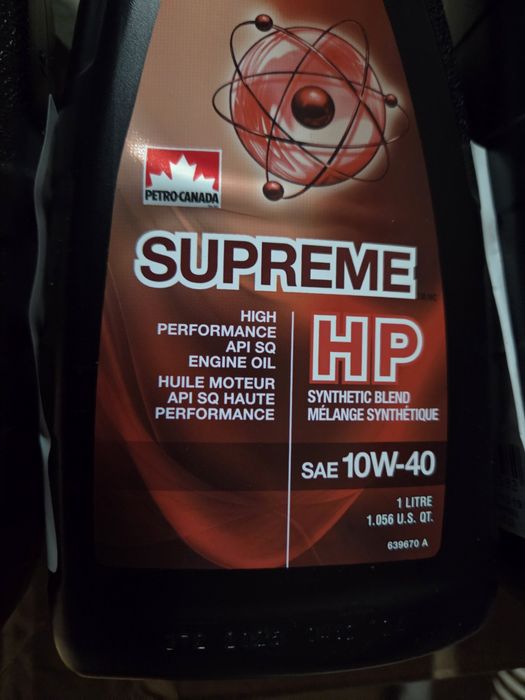 PETRO-CANADA
SUPREME
HIGH
PERFORMANCE
API SQ
ENGINE OIL
HUILE MOTEUR
API SQ HAUTE
PERFORMANCE
HP
SYNTHETIC BLEND
MÉLANGE SYNTHÉTIQUE
SAE 10W-40
1 LITRE
1.056 U.S. QT.
639670 A